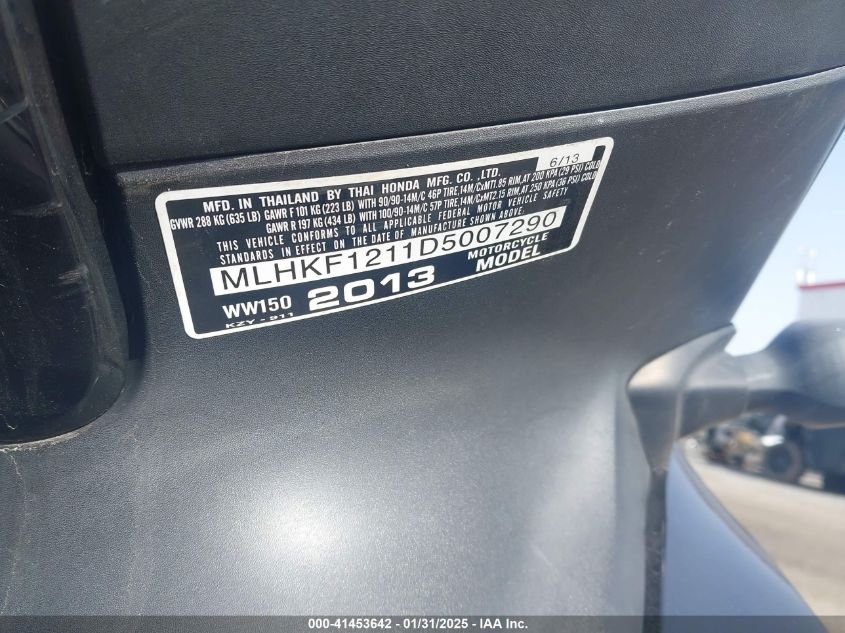 MFD. IN THAILAND BY THAI HONDA MFG. CO. ,LTD. 6/13
GVWR 288 KG (635 LB) GAWR F 101 KG (223 LB) WITH 90/90-14M/C 46P TIRE,14M/CxMT1.85 RIM,AT 200 KPA (29 PSI) COLD
GAWR R 197 KG (434 LB) WITH 100/90-14M/C 57P TIRE,14M/CxMT2.15 RIM,AT 250 KPA (36 PSI) COLD
THIS VEHICLE CONFORMS TO ALL APPLICABLE FEDERAL MOTOR VEHICLE SAFETY
STANDARDS IN EFFECT ON THE DATE OF MANUFACTURE SHOWN ABOVE.
MLHKF1211D5007290
WW150 2013 MOTORCYCLE
MODEL
KZY - 911
000-41453642 - 01/31/2025 - IAA Inc.